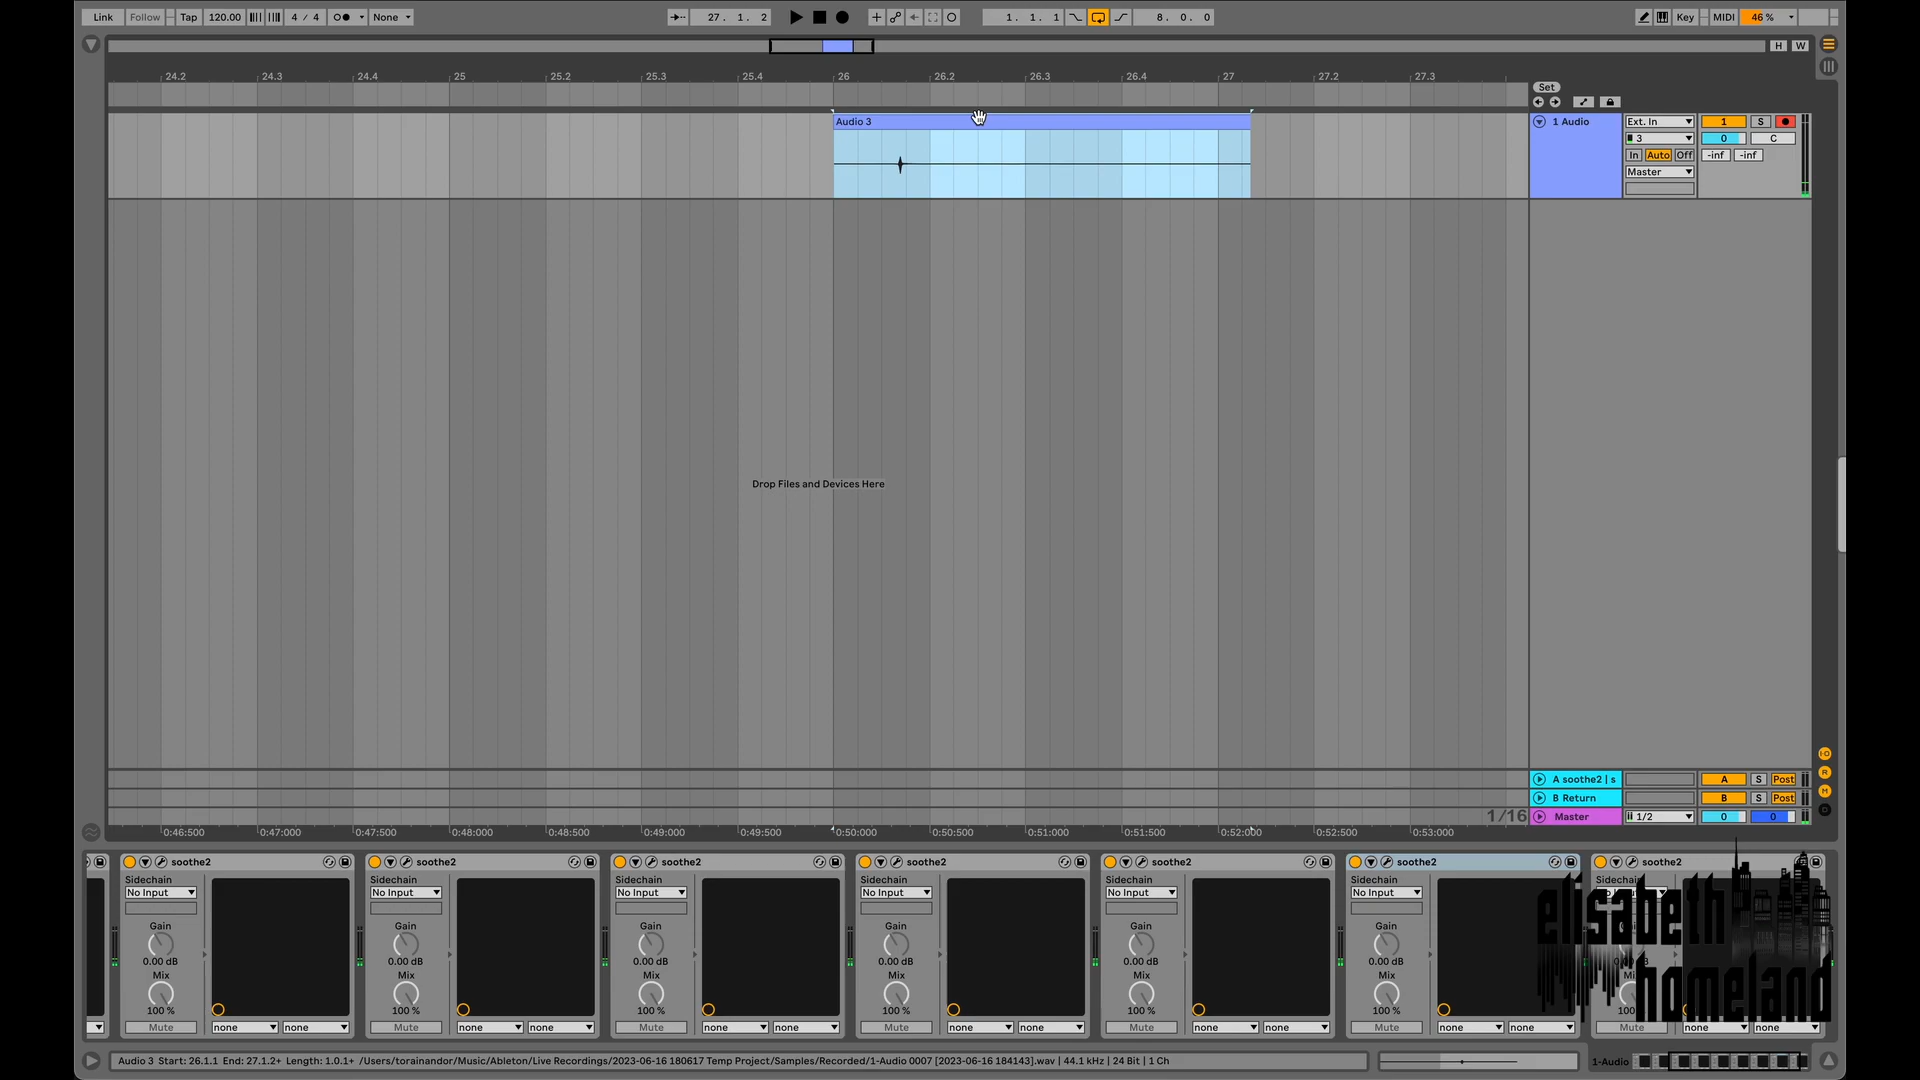 Link Follow Tap 120.00 4 / 4 None 27. 1. 2 1. 1. 1 8. 0. 0 Key MIDI 46 %
H W
24.2 24.3 24.4 25 25.2 25.3 25.4 26 26.2 26.3 26.4 27 27.2 27.3
Set
Audio 3 1 Audio Ext. In 1 S
3 0 C
In Auto Off -inf -inf
Master
Drop Files and Devices Here
A soothe2 | s A S Post
B Return B S Post
1/16 Master 1/2 0 0
0:46:500 0:47:000 0:47:500 0:48:000 0:48:500 0:49:000 0:49:500 0:50:000 0:50:500 0:51:000 0:51:500 0:52:000 0:52:500 0:53:000
soothe2 soothe2 soothe2 soothe2 soothe2 soothe2 soothe2
Sidechain Sidechain Sidechain Sidechain Sidechain Sidechain Sidechain
No Input No Input No Input No Input No Input No Input
elisabeth
Gain Gain Gain Gain Gain Gain
0.00 dB 0.00 dB 0.00 dB 0.00 dB 0.00 dB 0.00 dB
Mix Mix Mix Mix Mix Mix
homeland
100 % 100 % 100 % 100 % 100 % 100 %
Mute none none Mute none none Mute none none Mute none none Mute none none Mute none none Mute none none
Audio 3 Start: 26.1.1 End: 27.1.2+ Length: 1.0.1+ /Users/torainandor/Music/Ableton/Live Recordings/2023-06-16 180617 Temp Project/Samples/Recorded/1-Audio 0007 [2023-06-16 184143].wav | 44.1 kHz | 24 Bit | 1 Ch 1-Audio